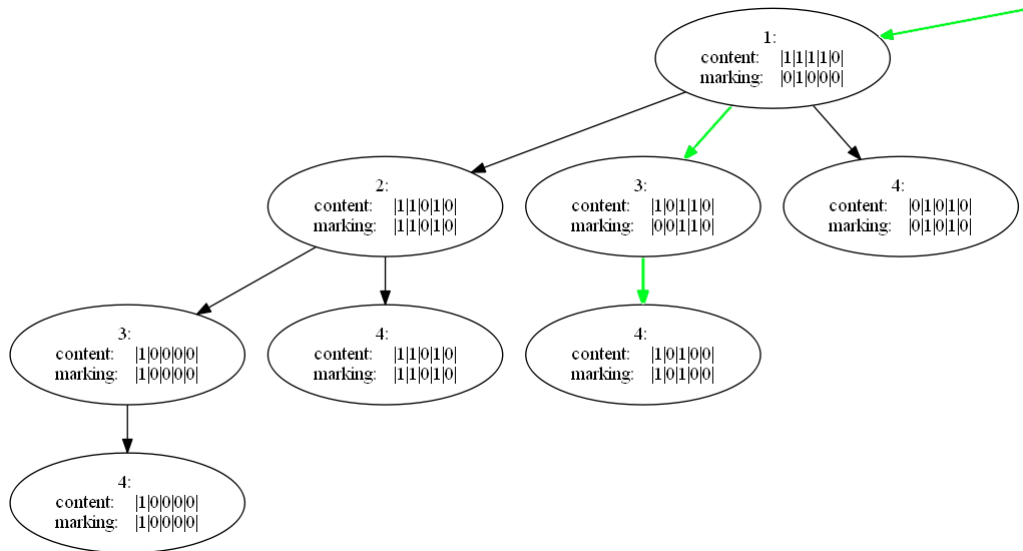 1:
content: |1|1|1|1|0|
marking: |0|1|0|0|0|
2:
content: |1|1|0|1|0|
marking: |1|1|0|1|0|
3:
content: |1|0|1|1|0|
marking: |0|0|1|1|0|
4:
content: |0|1|0|1|0|
marking: |0|1|0|1|0|
3:
content: |1|0|0|0|0|
marking: |1|0|0|0|0|
4:
content: |1|1|0|1|0|
marking: |1|1|0|1|0|
4:
content: |1|0|1|0|0|
marking: |1|0|1|0|0|
4:
content: |1|0|0|0|0|
marking: |1|0|0|0|0|